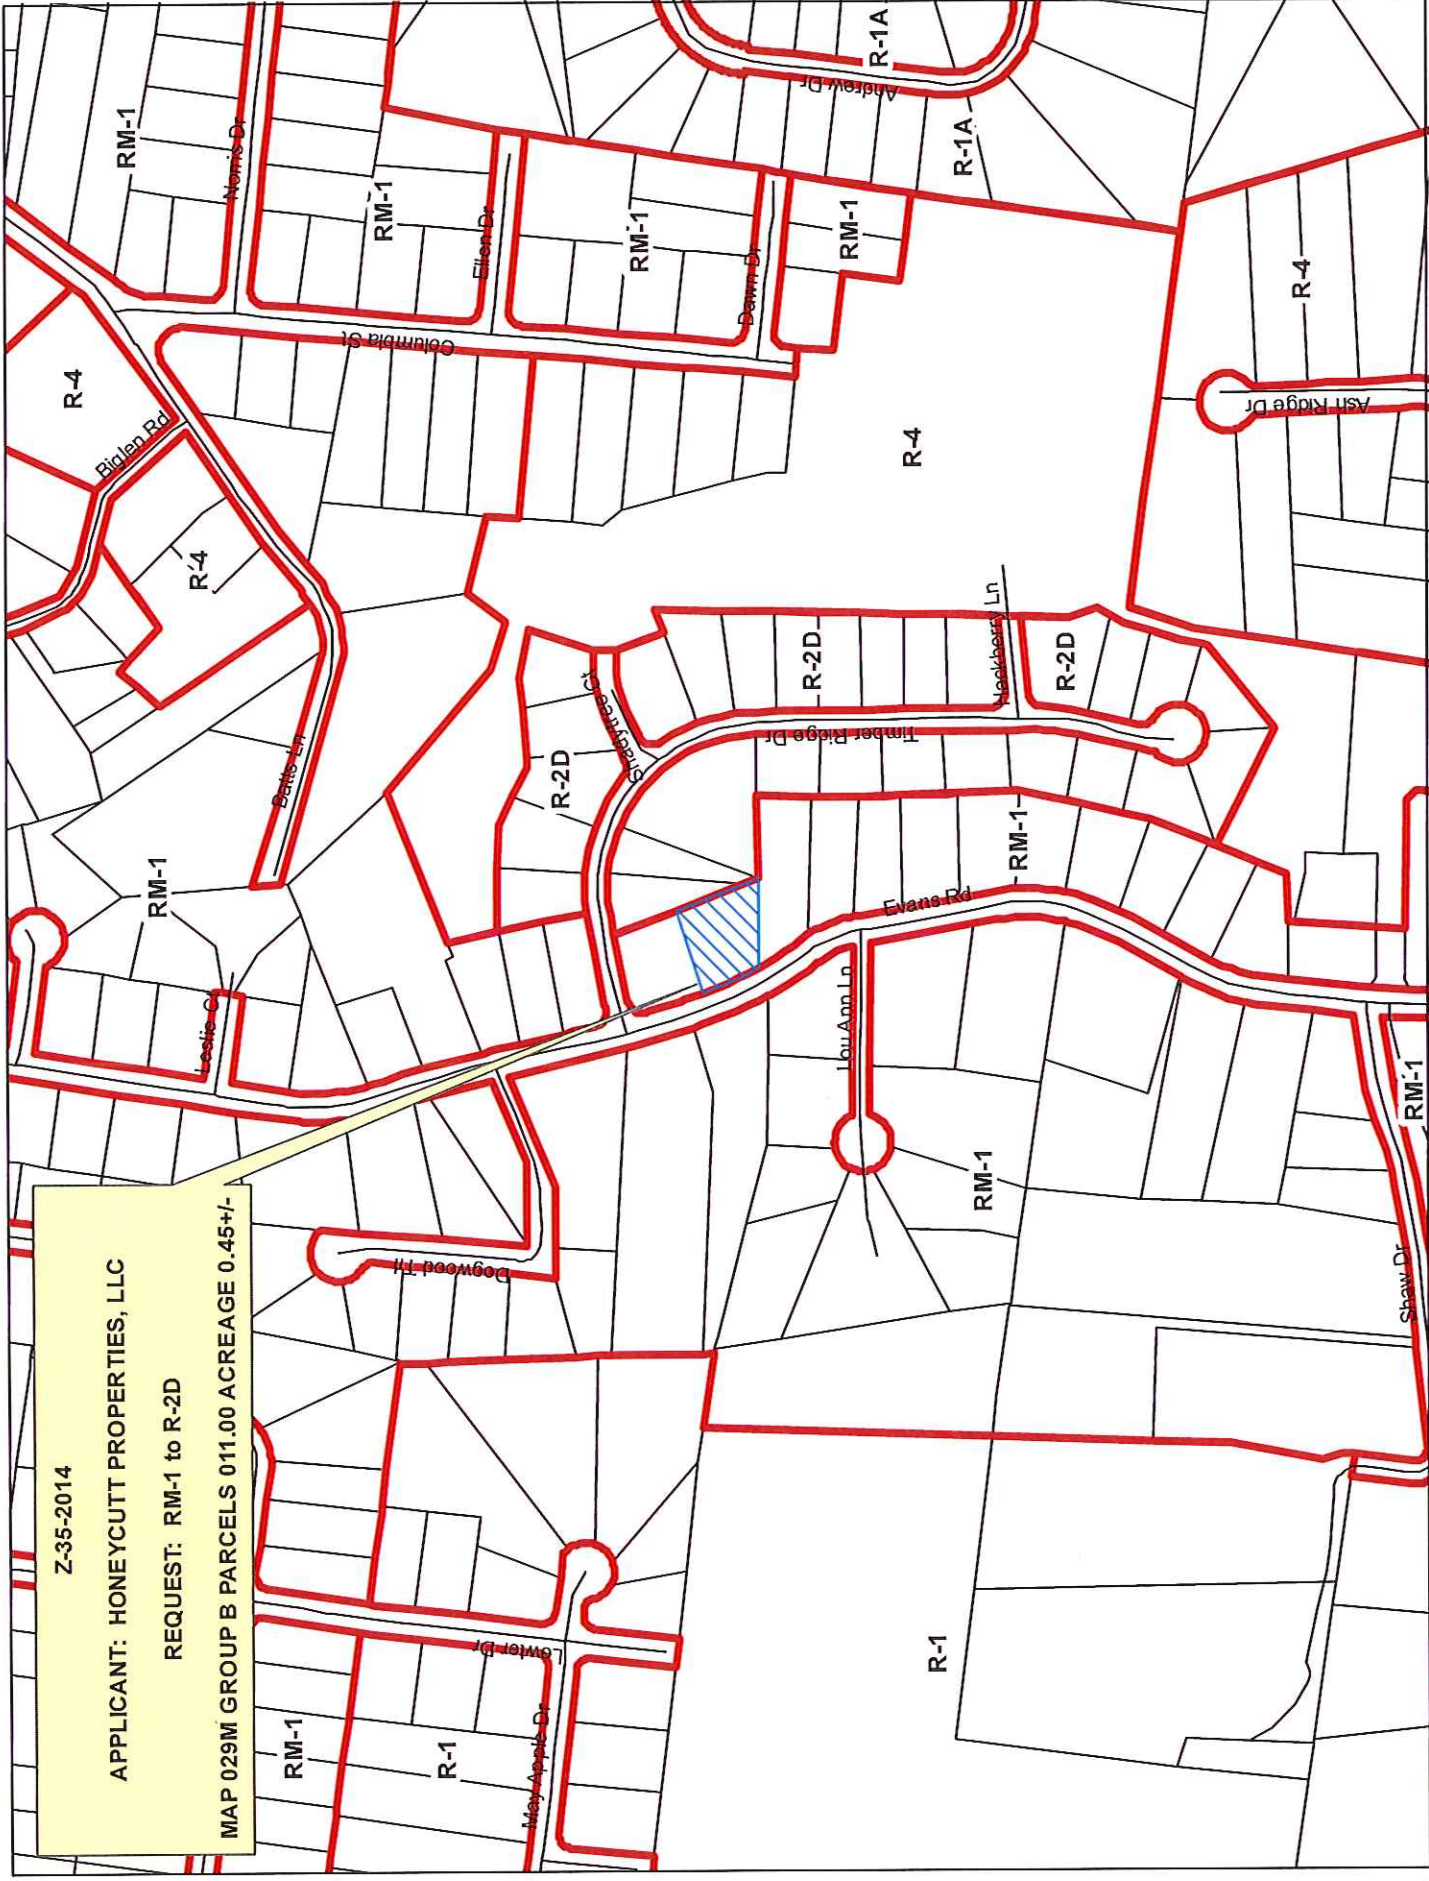 Z-35-2014
APPLICANT: HONEYCUTT PROPERTIES, LLC
REQUEST: RM-1 to R-2D
MAP 029M GROUP B PARCELS 011.00 ACREAGE 0.45+/-
RM-1
R-1
Lowter Dr
May Apple Dr
R-1
Dogwood Trl
Leslie Ct
RM-1
Batts Ln
R-4
Biglen Rd
R-4
RM-1
Norris Dr
RM-1
Columbia St
Ellen Dr
RM-1
Dawn Dr
RM-1
Andrew Dr
R-1A
R-1A
R-4
R-4
Ash Ridge Dr
R-2D
Shadytree Ct
R-2D
Timber Ridge Dr
Hackberry Ln
R-2D
RM-1
Evans Rd
Lou Ann Ln
RM-1
RM-1
Shaw Dr